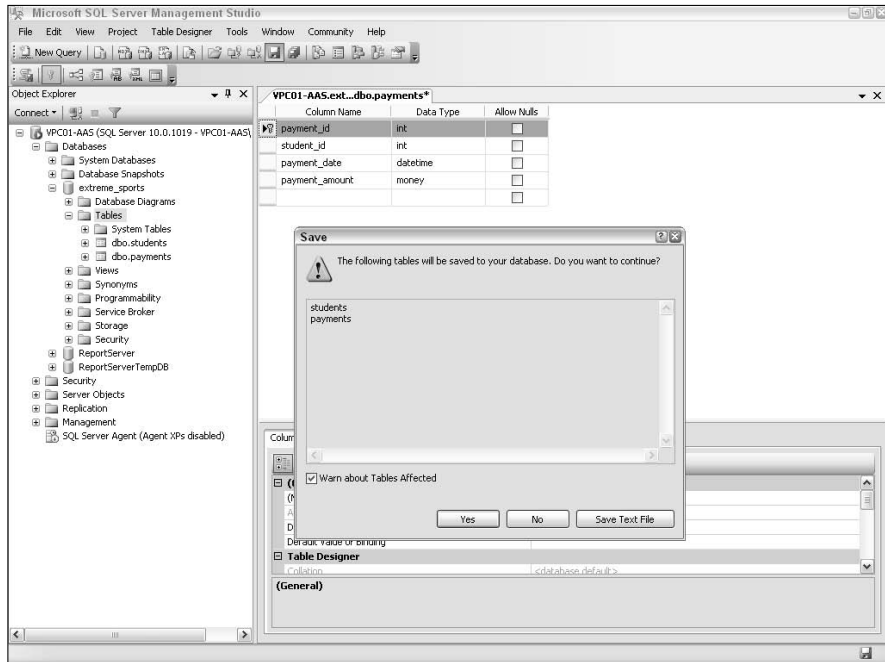 Microsoft SQL Server Management Studio
File Edit View Project Table Designer Tools Window Community Help
New Query
Object Explorer
Connect
VPC01-AAS (SQL Server 10.0.1019 - VPC01-AAS\
Databases
System Databases
Database Snapshots
extreme_sports
Database Diagrams
Tables
System Tables
dbo.students
dbo.payments
Views
Synonyms
Programmability
Service Broker
Storage
Security
ReportServer
ReportServerTempDB
Security
Server Objects
Replication
Management
SQL Server Agent (Agent XPs disabled)
VPC01-AAS.ext...dbo.payments*
Column Name Data Type Allow Nulls
payment_id int
student_id int
payment_date datetime
payment_amount money
Save
The following tables will be saved to your database. Do you want to continue?
students
payments
Warn about Tables Affected
Yes No Save Text File
Colum
Default Value or Binding
Table Designer
Collation <database default>
(General)